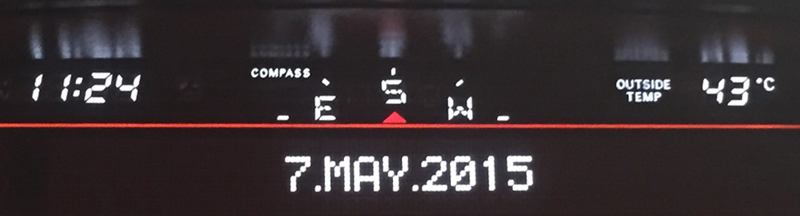 11:24 COMPASS E S W OUTSIDE TEMP 43°C
7.MAY.2015